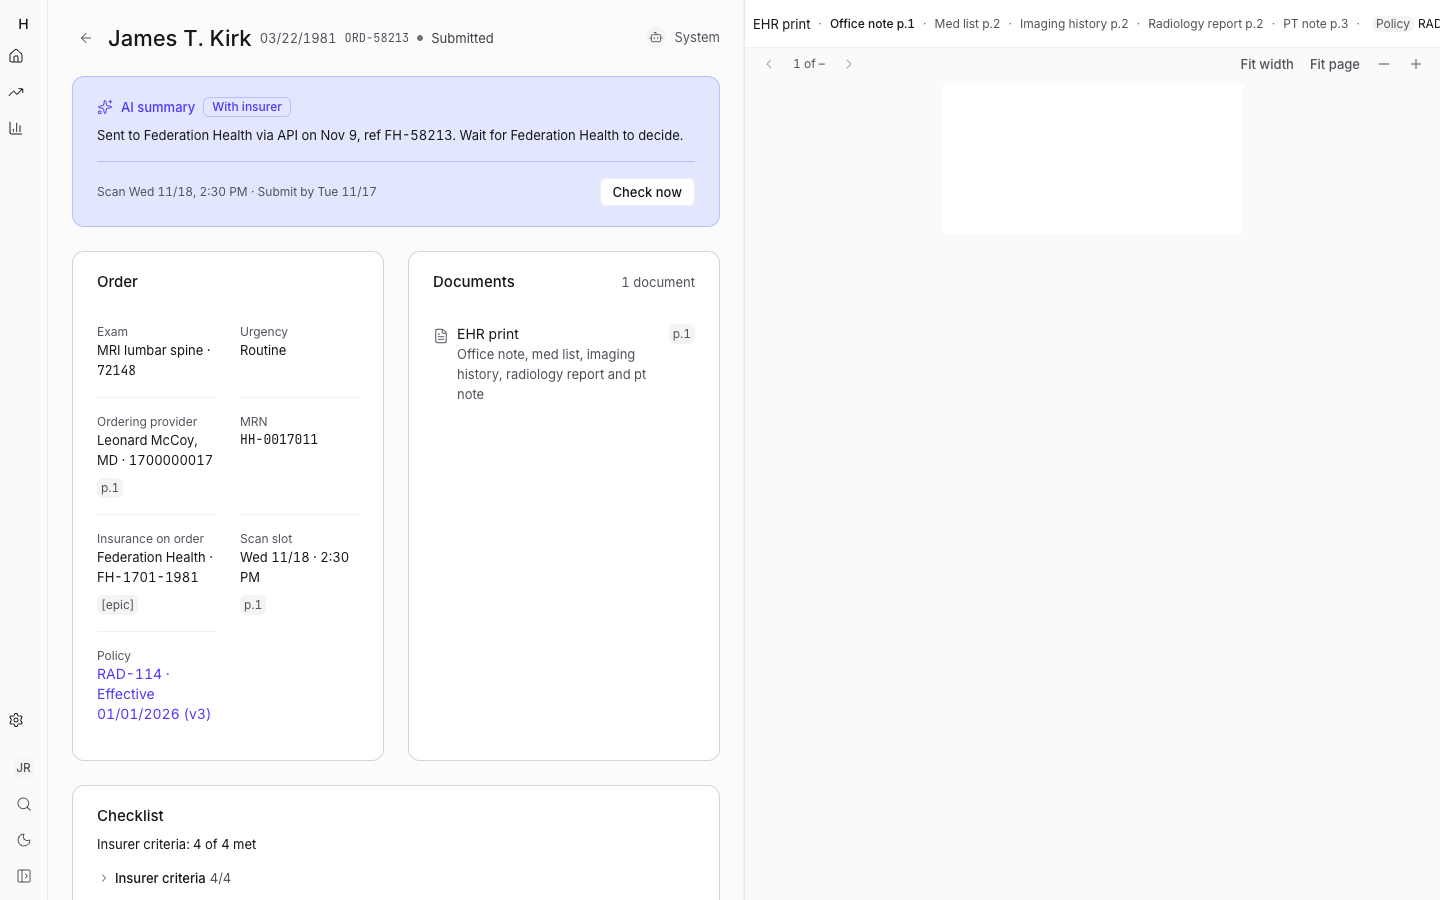 H
James T. Kirk 03/22/1981 ORD-58213 • Submitted
System
AI summary With insurer
Sent to Federation Health via API on Nov 9, ref FH-58213. Wait for Federation Health to decide.
Scan Wed 11/18, 2:30 PM · Submit by Tue 11/17
Check now
Order
Exam
MRI lumbar spine ·
72148
Urgency
Routine
Ordering provider
Leonard McCoy,
MD · 1700000017
p.1
MRN
HH-0017011
Insurance on order
Federation Health ·
FH-1701-1981
[epic]
Scan slot
Wed 11/18 · 2:30
PM
p.1
Policy
RAD-114 ·
Effective
01/01/2026 (v3)
Documents
1 document
EHR print
p.1
Office note, med list, imaging
history, radiology report and pt
note
Checklist
Insurer criteria: 4 of 4 met
Insurer criteria 4/4
JR
EHR print · Office note p.1 · Med list p.2 · Imaging history p.2 · Radiology report p.2 · PT note p.3 · Policy RAD
1 of –
Fit width
Fit page